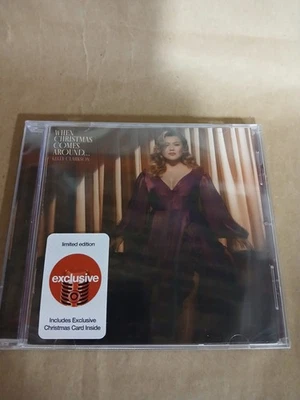 WHEN
CHRISTMAS
COMES
AROUND...
KELLY CLARKSON
limited edition
exclusive
Includes Exclusive
Christmas Card Inside